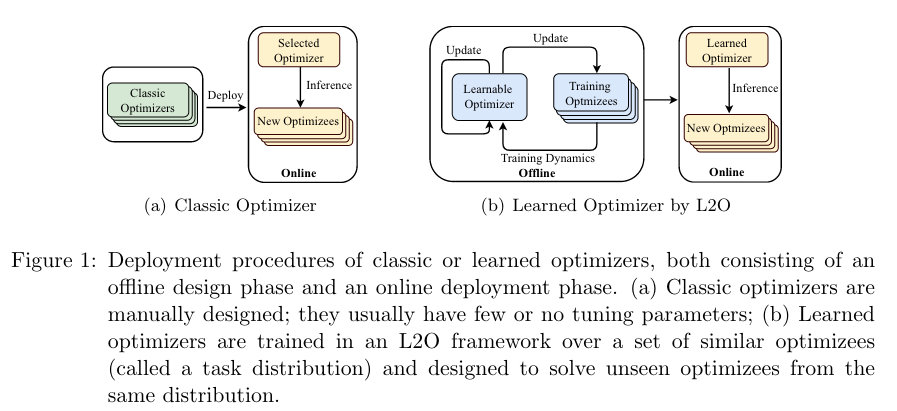 Classic
Optimizers
Deploy
Selected
Optimizer
Inference
New Optimizees
Online
(a) Classic Optimizer
Update
Update
Learnable
Optimizer
Training
Optmizees
Training Dynamics
Offline
Learned
Optimizer
Inference
New Optmizees
Online
(b) Learned Optimizer by L2O
Figure 1: Deployment procedures of classic or learned optimizers, both consisting of an
offline design phase and an online deployment phase. (a) Classic optimizers are
manually designed; they usually have few or no tuning parameters; (b) Learned
optimizers are trained in an L2O framework over a set of similar optimizees
(called a task distribution) and designed to solve unseen optimizees from the
same distribution.